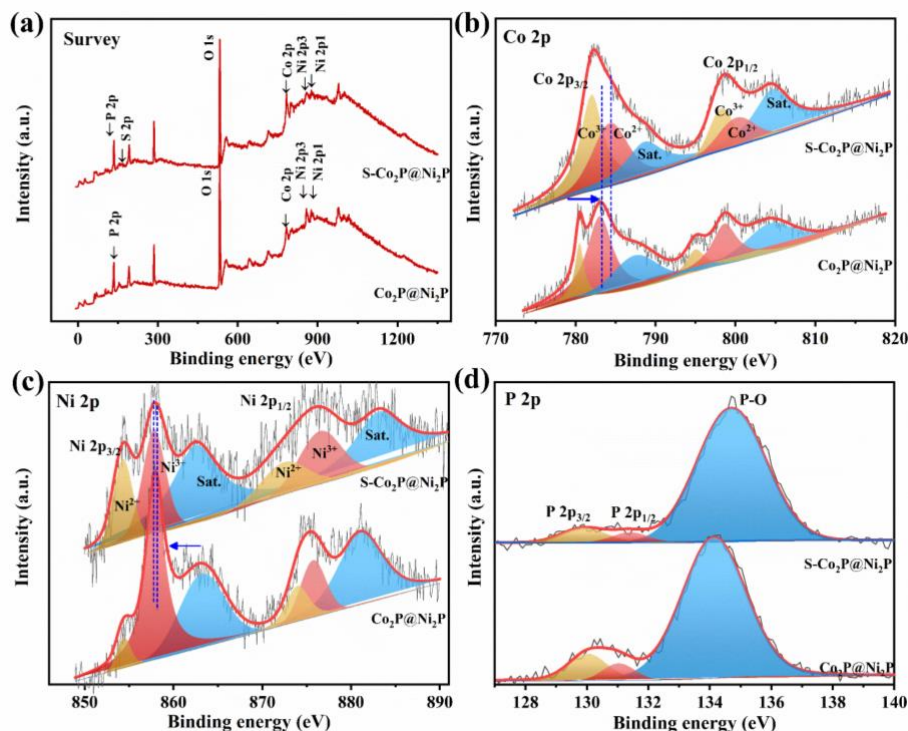 (a)
Survey
O 1s
Co 2p
Ni 2p3
Ni 2p1
P 2p
S 2p
S-Co₂P@Ni₂P
O 1s
Co 2p
Ni 2p3
Ni 2p1
P 2p
Co₂P@Ni₂P
Intensity (a.u.)
0 300 600 900 1200
Binding energy (eV)
(b)
Co 2p
Co 2p3/2
Co 2p1/2
Co³⁺
Co²⁺
Sat.
Co³⁺
Co²⁺
Sat.
S-Co₂P@Ni₂P
Co₂P@Ni₂P
Intensity (a.u.)
770 780 790 800 810 820
Binding energy (eV)
(c)
Ni 2p
Ni 2p3/2
Ni 2p1/2
Ni²⁺
Ni³⁺
Sat.
Ni²⁺
Ni³⁺
Sat.
S-Co₂P@Ni₂P
Co₂P@Ni₂P
Intensity (a.u.)
850 860 870 880 890
Binding energy (eV)
(d)
P 2p
P-O
P 2p3/2
P 2p1/2
S-Co₂P@Ni₂P
Co₂P@Ni₂P
Intensity (a.u.)
128 130 132 134 136 138 140
Binding energy (eV)